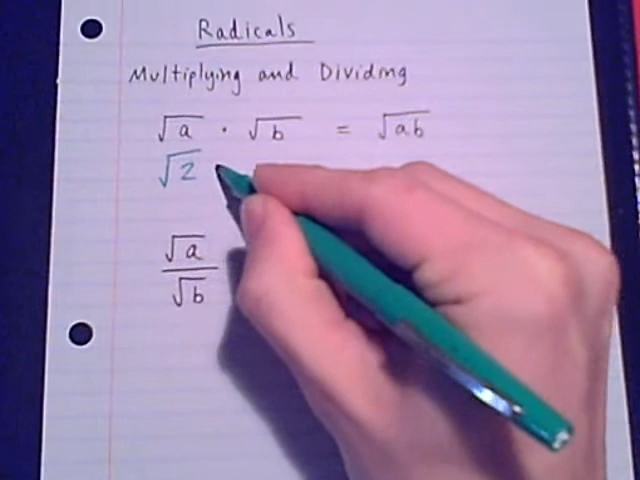 Radicals
Multiplying and Dividing
√a · √b = √ab
√2
√a
√b